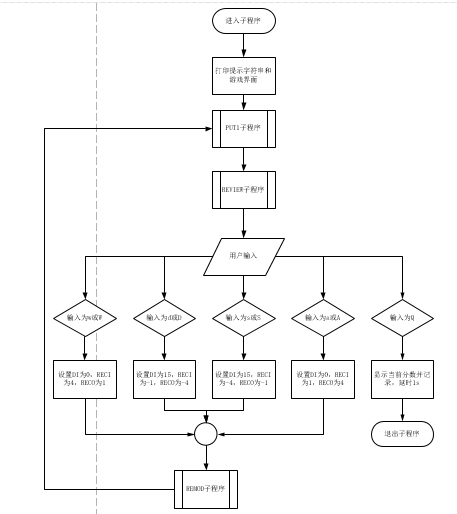 进入子程序
打印提示字符串和
游戏界面
PUT1子程序
REVIEW子程序
用户输入
输入为w或W
输入为d或D
输入为s或S
输入为a或A
输入为Q
设置DI为0，RECI
为4，RECO为1
设置DI为15，RECI
为-1，RECO为-4
设置DI为15，RECI
为-4，RECO为-1
设置DI为0，RECI
为1，RECO为4
显示当前分数并记
录，延时1s
退出子程序
REMOD子程序